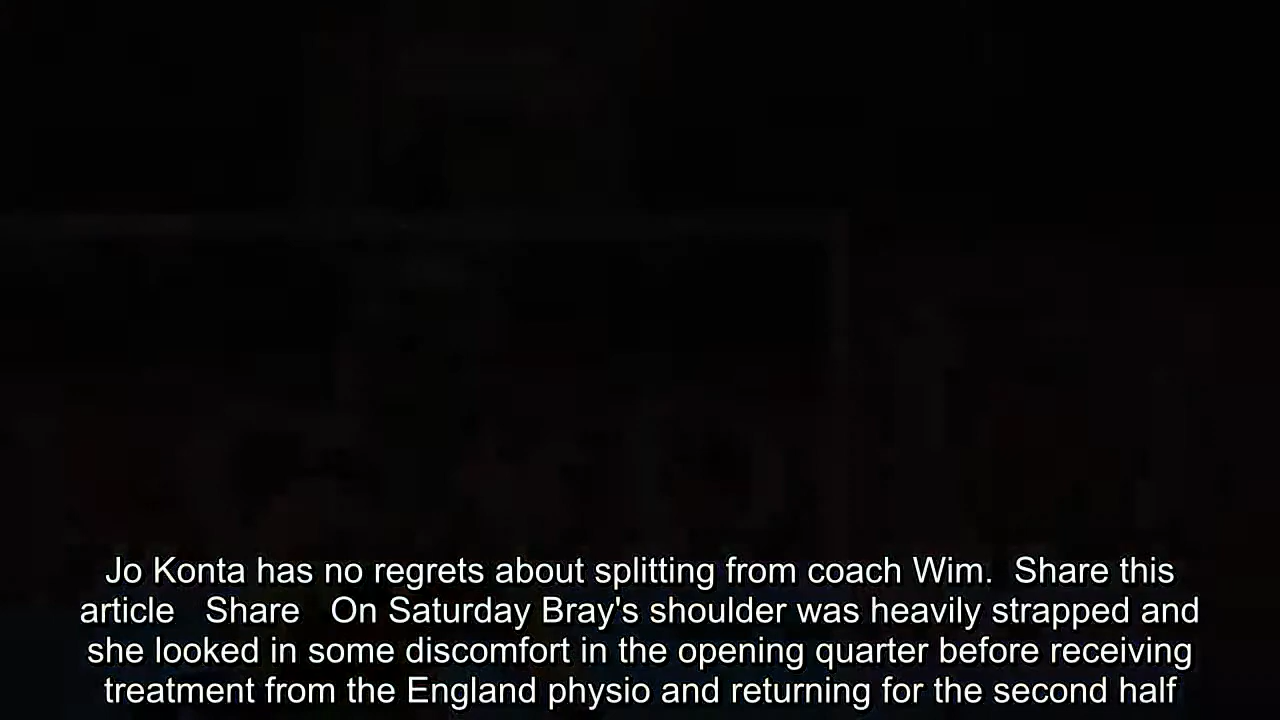 Jo Konta has no regrets about splitting from coach Wim.  Share this
article   Share   On Saturday Bray's shoulder was heavily strapped and
she looked in some discomfort in the opening quarter before receiving
treatment from the England physio and returning for the second half